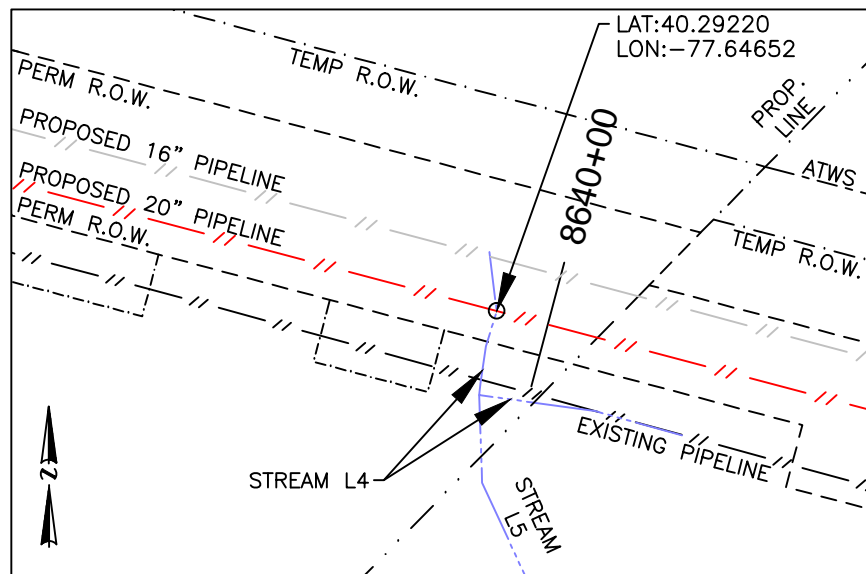 LAT:40.29220
LON:-77.64652
TEMP R.O.W.
PERM R.O.W.
PROP.
LINE
PROPOSED 16" PIPELINE
8640+00
ATWS
PROPOSED 20" PIPELINE
PERM R.O.W.
TEMP R.O.W.
EXISTING PIPELINE
STREAM L4
STREAM
L5
N